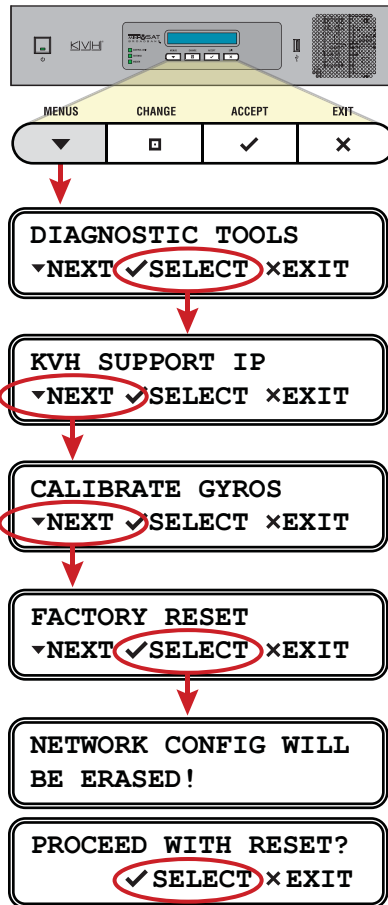 KVH
MENUS CHANGE ACCEPT EXIT
DIAGNOSTIC TOOLS
▼NEXT ✓SELECT ×EXIT
KVH SUPPORT IP
▼NEXT ✓SELECT ×EXIT
CALIBRATE GYROS
▼NEXT ✓SELECT ×EXIT
FACTORY RESET
▼NEXT ✓SELECT ×EXIT
NETWORK CONFIG WILL
BE ERASED!
PROCEED WITH RESET?
✓SELECT ×EXIT